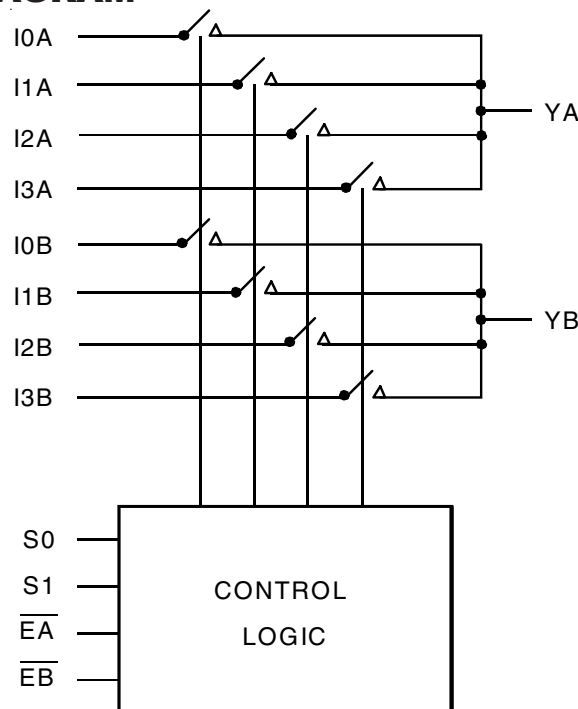 I0A
I1A
YA
I2A
I3A
I0B
I1B
YB
I2B
I3B
S0
S1
CONTROL
EA
LOGIC
EB